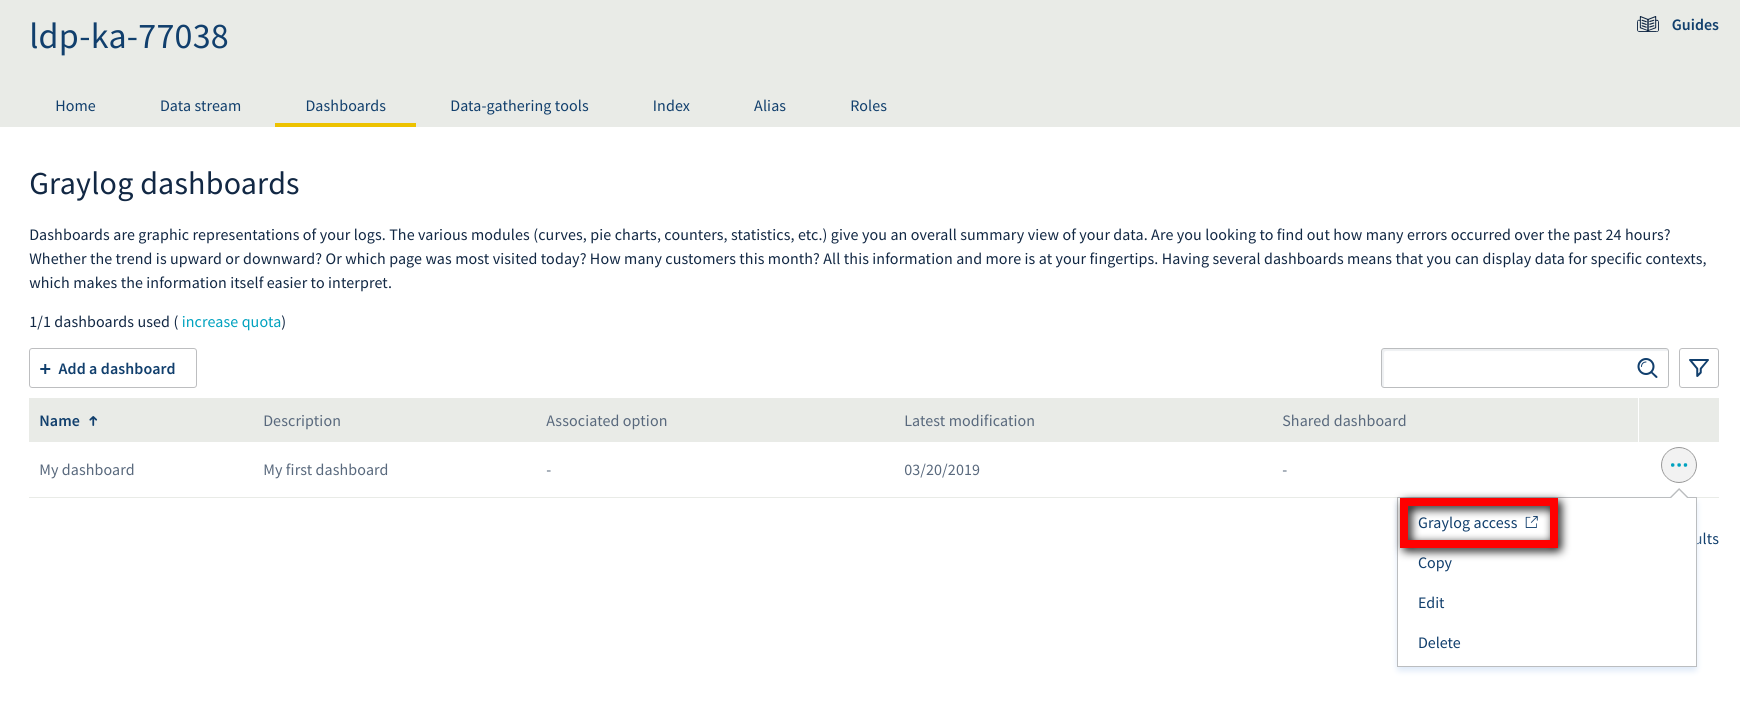 ldp-ka-77038
Guides
Home
Data stream
Dashboards
Data-gathering tools
Index
Alias
Roles
Graylog dashboards
Dashboards are graphic representations of your logs. The various modules (curves, pie charts, counters, statistics, etc.) give you an overall summary view of your data. Are you looking to find out how many errors occurred over the past 24 hours?
Whether the trend is upward or downward? Or which page was most visited today? How many customers this month? All this information and more is at your fingertips. Having several dashboards means that you can display data for specific contexts,
which makes the information itself easier to interpret.
1/1 dashboards used ( increase quota)
+ Add a dashboard
Name ↑
Description
Associated option
Latest modification
Shared dashboard
My dashboard
My first dashboard
-
03/20/2019
-
Graylog access
Copy
Edit
Delete